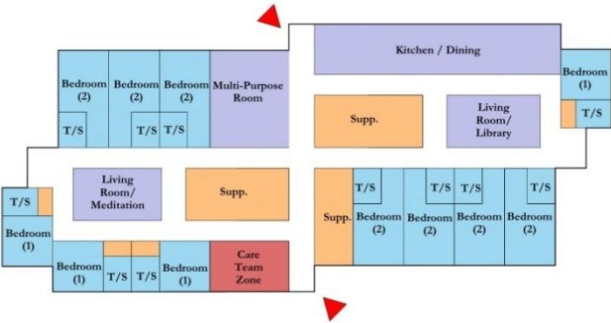 Kitchen / Dining
Bedroom
(2)
Bedroom
(2)
Bedroom
(2)
Multi-Purpose
Room
Bedroom
(1)
T/S
T/S
T/S
T/S
Supp.
Living
Room/
Library
Living
Room/
Meditation
Supp.
Supp.
T/S
T/S
T/S
T/S
Bedroom
(2)
Bedroom
(2)
Bedroom
(2)
Bedroom
(2)
T/S
Bedroom
(1)
Bedroom
(1)
T/S
T/S
Bedroom
(1)
Care
Team
Zone